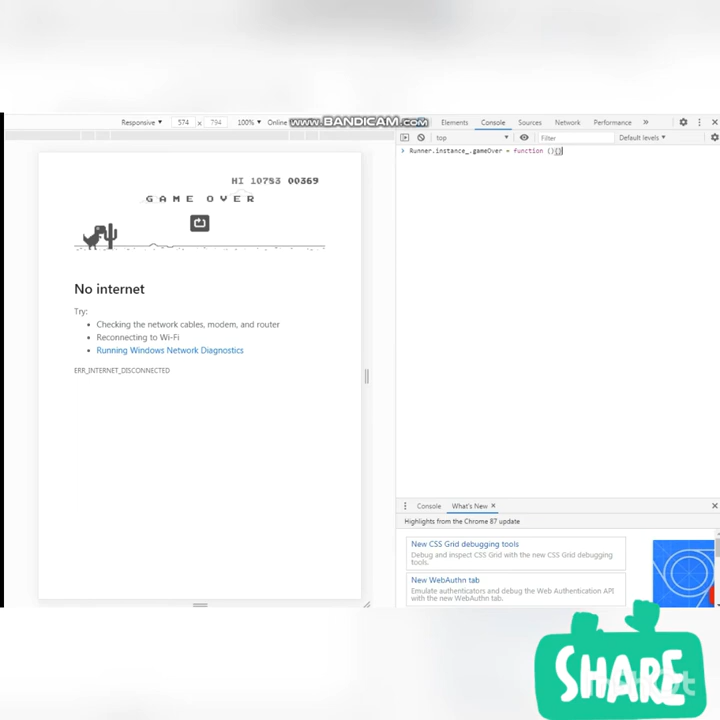 Responsive 574 x 794 100% Online www.BANDICAM.com Elements Console Sources Network Performance »
top Filter Default levels
> Runner.instance_.gameOver = function (){}
HI 10783 00369
GAME OVER
No internet
Try:
• Checking the network cables, modem, and router
• Reconnecting to Wi-Fi
• Running Windows Network Diagnostics
ERR_INTERNET_DISCONNECTED
Console What's New
Highlights from the Chrome 87 update
New CSS Grid debugging tools
Debug and inspect CSS Grid with the new CSS Grid debugging
tools.
New WebAuthn tab
Emulate authenticators and debug the Web Authentication API
with the new WebAuthn tab.
SHARE